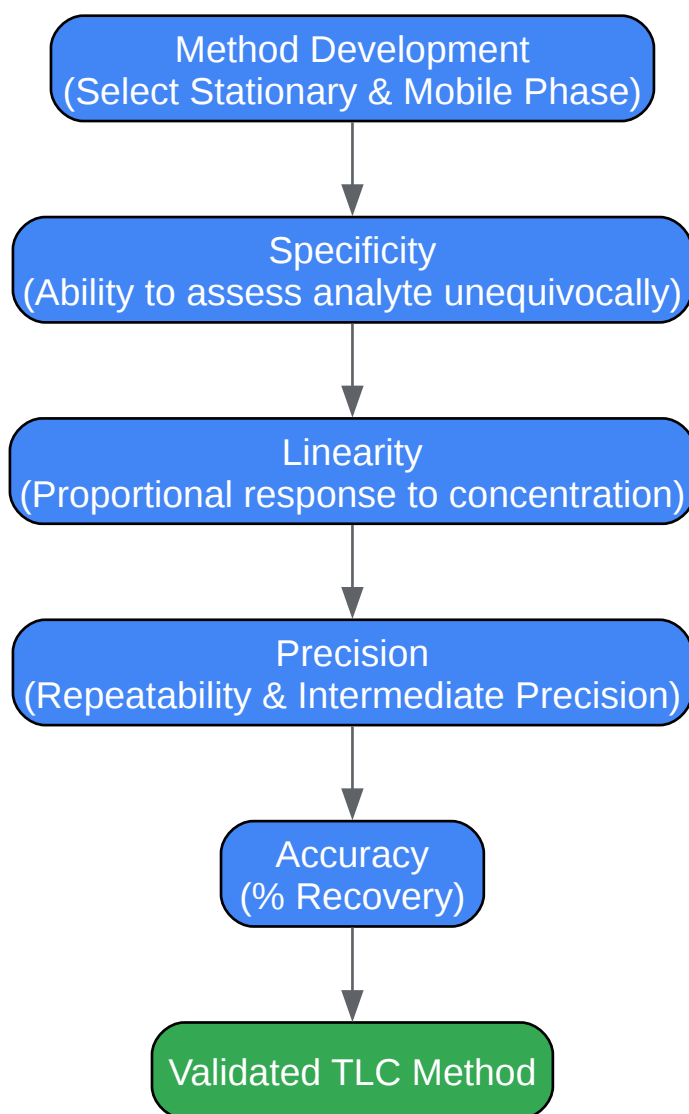 Method Development
(Select Stationary & Mobile Phase)
Specificity
(Ability to assess analyte unequivocally)
Linearity
(Proportional response to concentration)
Precision
(Repeatability & Intermediate Precision)
Accuracy
(% Recovery)
Validated TLC Method